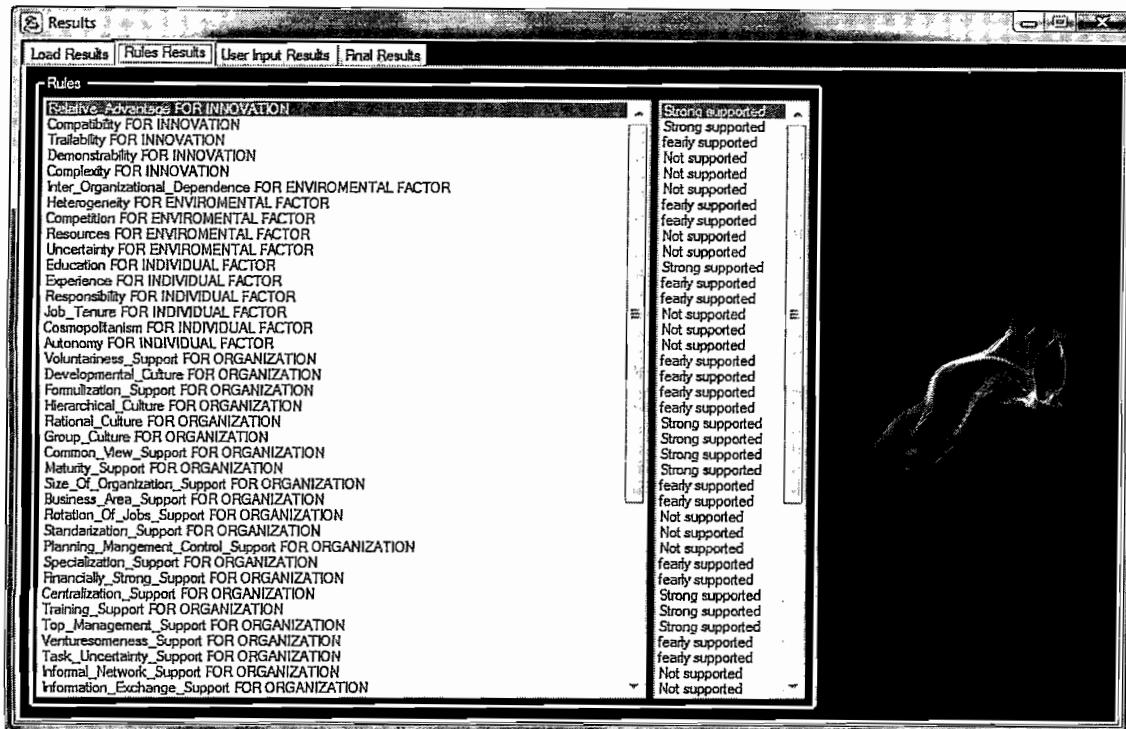 Results
Load Results
Rules Results
User Input Results
Final Results
Rules
Relative_Advantage FOR INNOVATION
Compatibility FOR INNOVATION
Trailability FOR INNOVATION
Demonstrability FOR INNOVATION
Complexity FOR INNOVATION
Inter_Organizational_Dependence FOR ENVIROMENTAL FACTOR
Heterogeneity FOR ENVIROMENTAL FACTOR
Competition FOR ENVIROMENTAL FACTOR
Resources FOR ENVIROMENTAL FACTOR
Uncertainty FOR ENVIROMENTAL FACTOR
Education FOR INDIVIDUAL FACTOR
Experience FOR INDIVIDUAL FACTOR
Responsibility FOR INDIVIDUAL FACTOR
Job_Tenure FOR INDIVIDUAL FACTOR
Cosmopolitanism FOR INDIVIDUAL FACTOR
Autonomy FOR INDIVIDUAL FACTOR
Voluntariness_Support FOR ORGANIZATION
Developmental_Culture FOR ORGANIZATION
Formulization_Support FOR ORGANIZATION
Hierarchical_Culture FOR ORGANIZATION
Rational_Culture FOR ORGANIZATION
Group_Culture FOR ORGANIZATION
Common_View_Support FOR ORGANIZATION
Maturity_Support FOR ORGANIZATION
Size_Of_Organization_Support FOR ORGANIZATION
Business_Area_Support FOR ORGANIZATION
Rotation_Of_Jobs_Support FOR ORGANIZATION
Standarization_Support FOR ORGANIZATION
Planning_Mangement_Control_Support FOR ORGANIZATION
Specialization_Support FOR ORGANIZATION
Financially_Strong_Support FOR ORGANIZATION
Centralization_Support FOR ORGANIZATION
Training_Support FOR ORGANIZATION
Top_Management_Support FOR ORGANIZATION
Venturesomeness_Support FOR ORGANIZATION
Task_Uncertainty_Support FOR ORGANIZATION
Informal_Network_Support FOR ORGANIZATION
Information_Exchange_Support FOR ORGANIZATION
Strong supported
Strong supported
fearly supported
Not supported
Not supported
Not supported
fearly supported
fearly supported
Not supported
Not supported
Strong supported
fearly supported
fearly supported
Not supported
Not supported
Not supported
fearly supported
fearly supported
fearly supported
fearly supported
Strong supported
Strong supported
Strong supported
Strong supported
fearly supported
fearly supported
Not supported
Not supported
Not supported
fearly supported
fearly supported
Strong supported
Strong supported
Strong supported
fearly supported
fearly supported
Not supported
Not supported